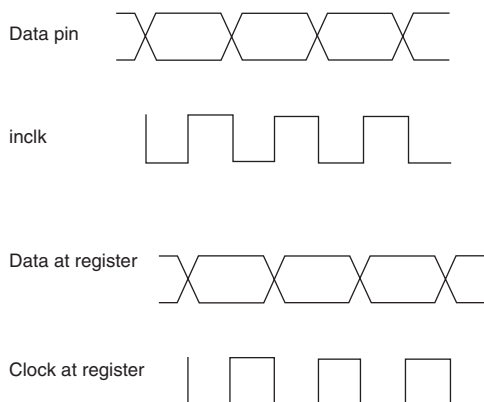 Data pin
inclk
Data at register
Clock at register